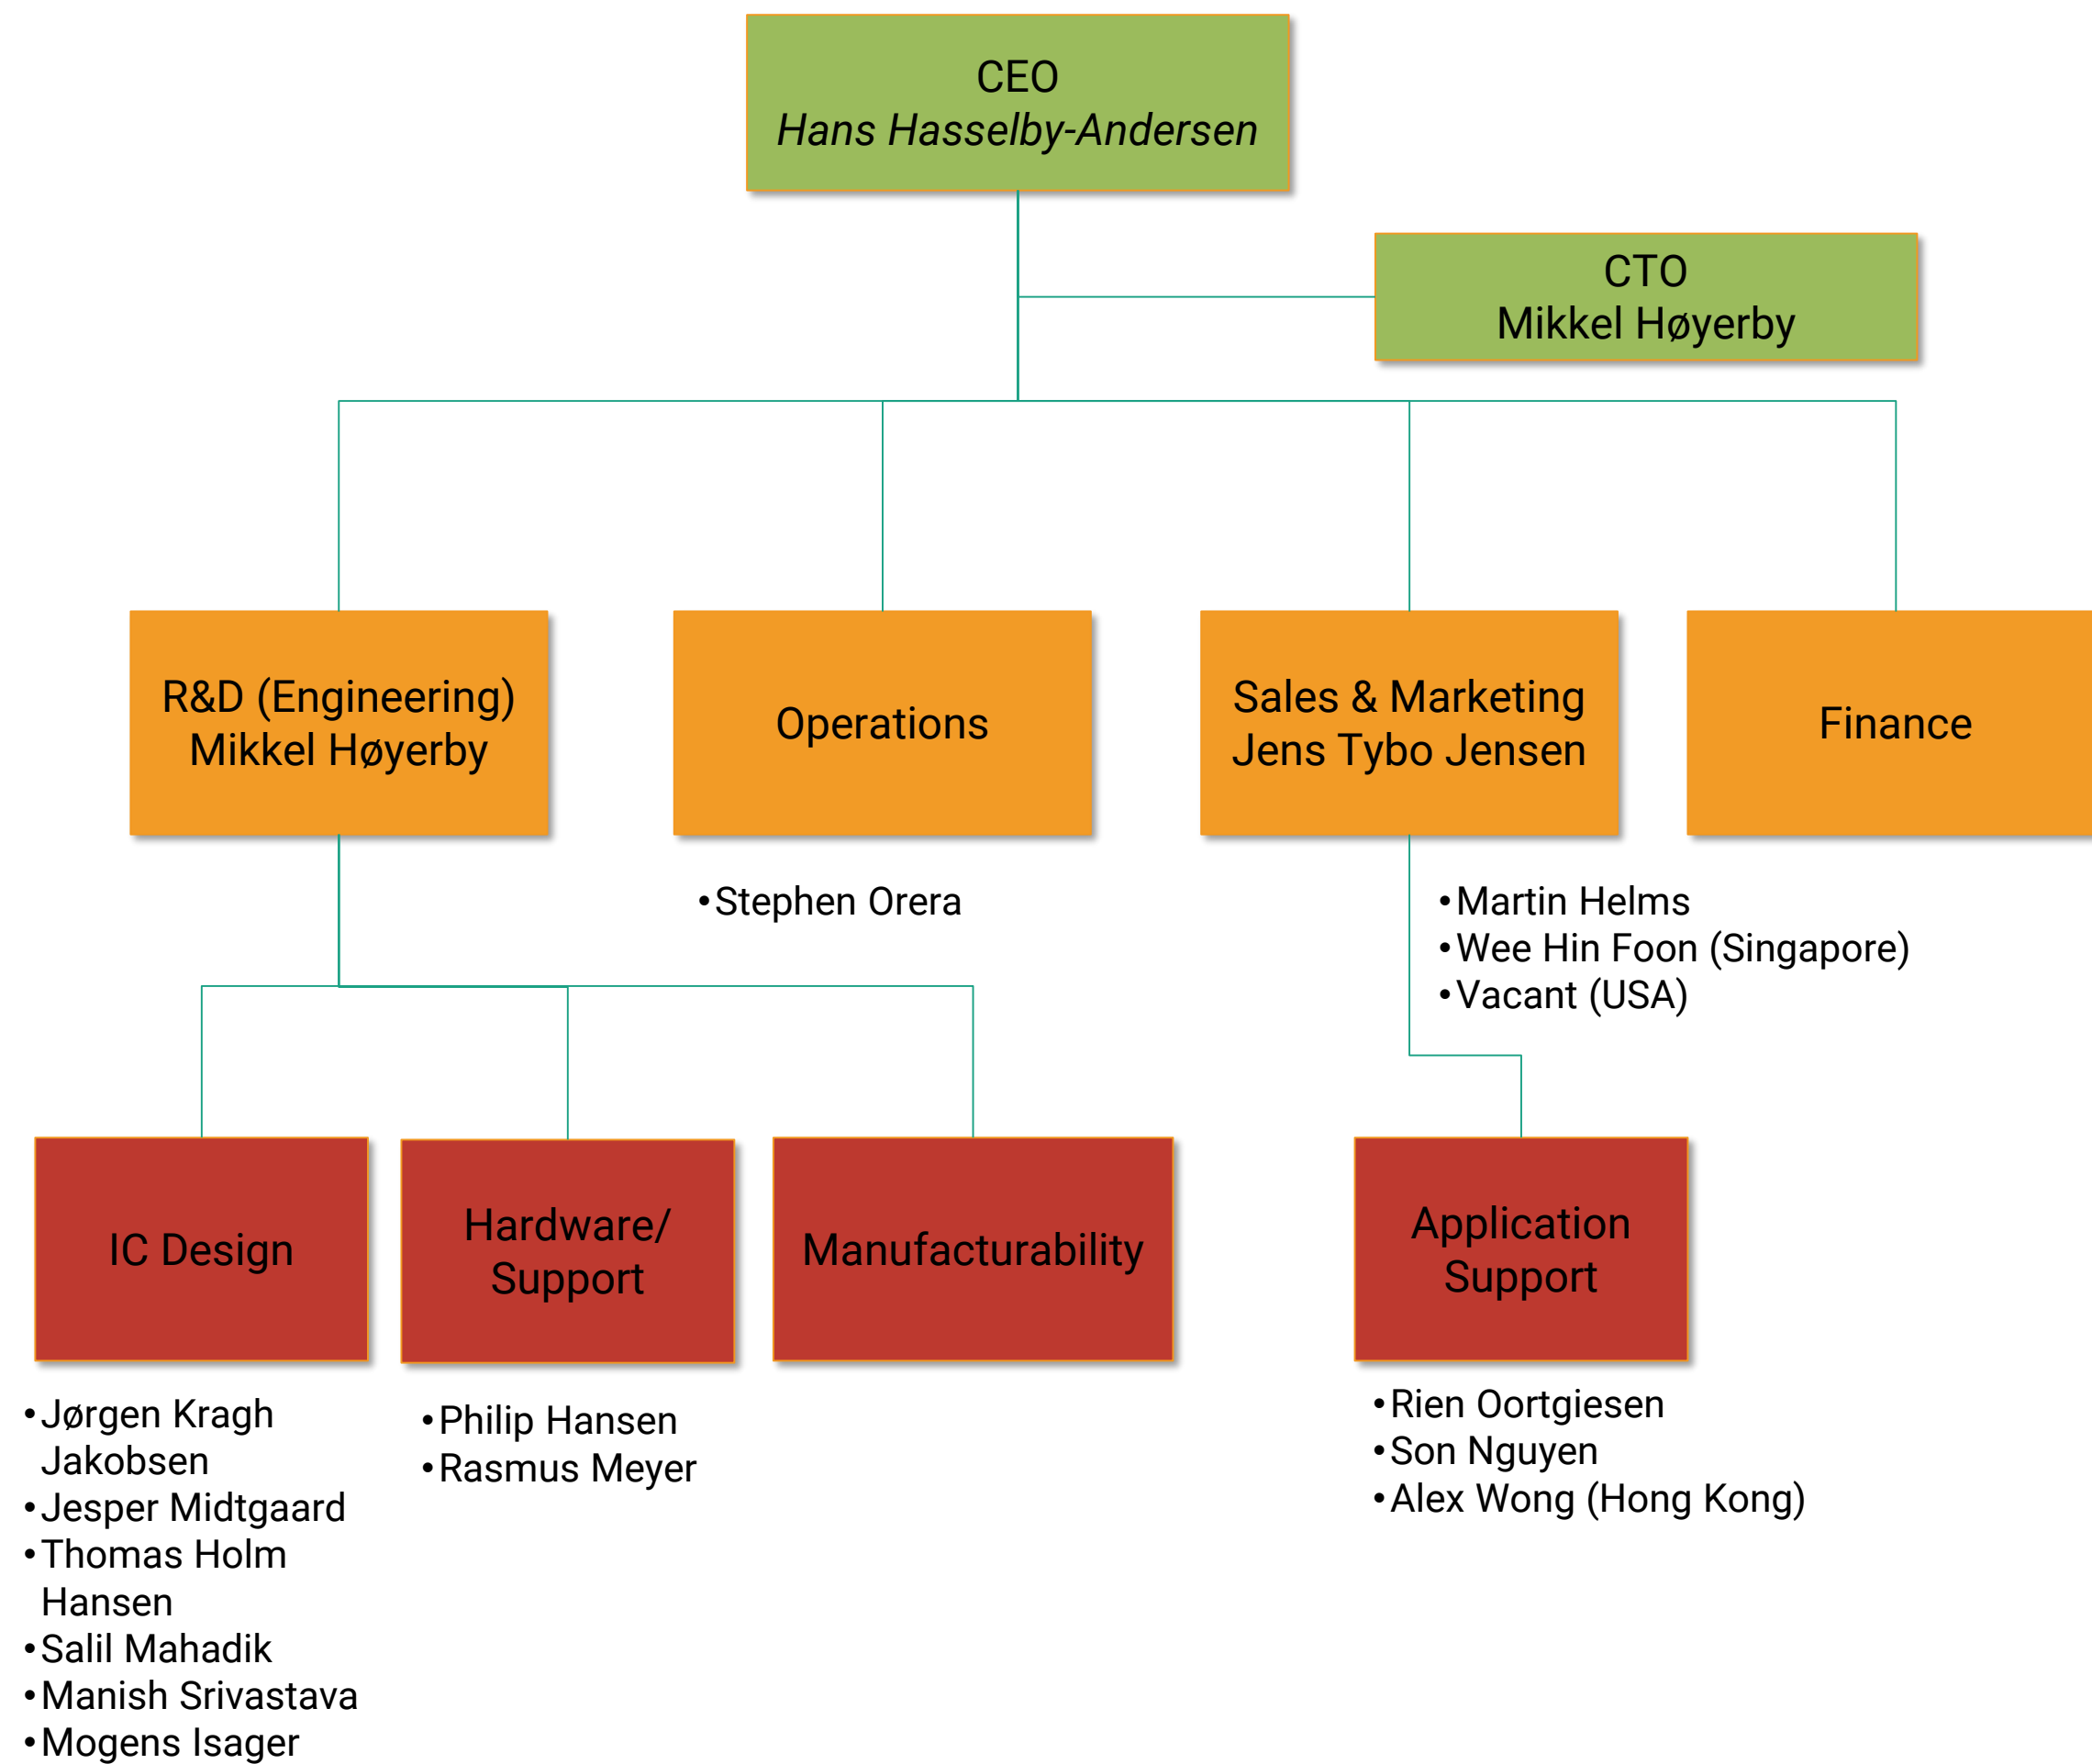 CEO
Hans Hasselby-Andersen
CTO
Mikkel Høyerby
R&D (Engineering)
Mikkel Høyerby
Operations
Sales & Marketing
Jens Tybo Jensen
Finance
•Stephen Orera
•Martin Helms
•Wee Hin Foon (Singapore)
•Vacant (USA)
IC Design
Hardware/
Support
Manufacturability
Application
Support
•Jørgen Kragh
Jakobsen
•Jesper Midtgaard
•Thomas Holm
Hansen
•Salil Mahadik
•Manish Srivastava
•Mogens Isager
•Philip Hansen
•Rasmus Meyer
•Rien Oortgiesen
•Son Nguyen
•Alex Wong (Hong Kong)